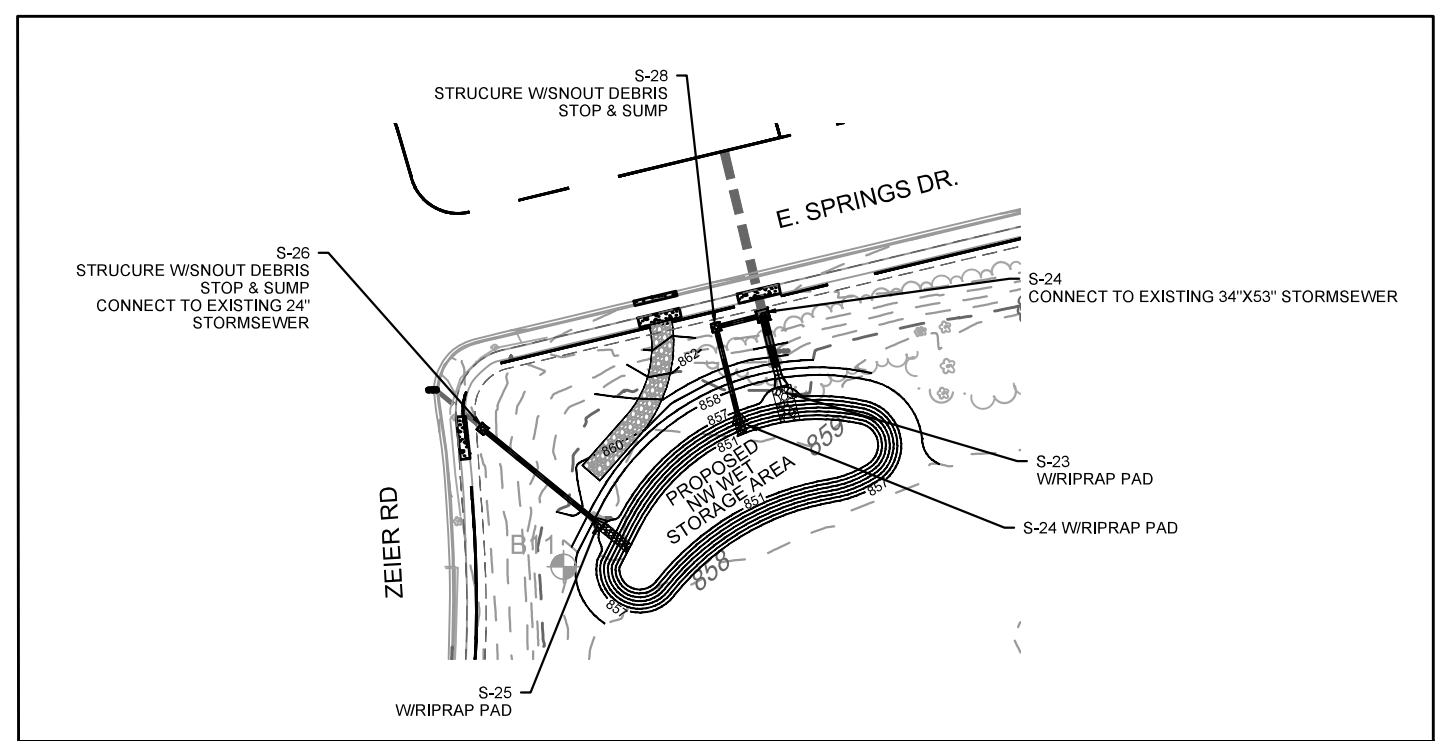 S-28
STRUCURE W/SNOUT DEBRIS
STOP & SUMP
E. SPRINGS DR.
S-26
STRUCURE W/SNOUT DEBRIS
STOP & SUMP
CONNECT TO EXISTING 24"
STORMSEWER
S-24
CONNECT TO EXISTING 34"X53" STORMSEWER
862
858
857
851
859
860
PROPOSED
NW WET
STORAGE AREA
851
857
S-23
W/RIPRAP PAD
S-24 W/RIPRAP PAD
ZEIER RD
B11
858
857
S-25
W/RIPRAP PAD